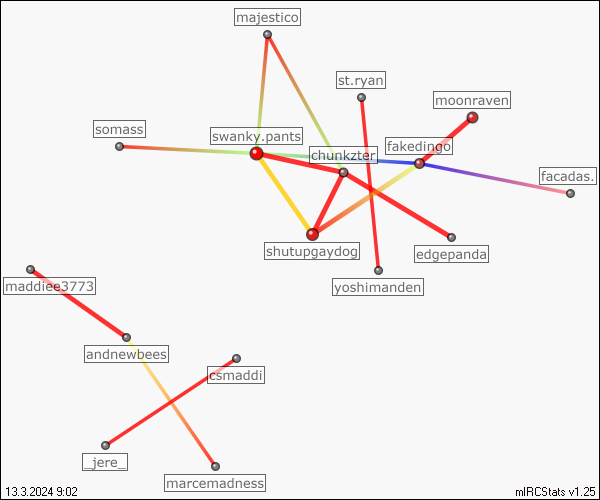 majestico
st.ryan
moonraven
somass
swanky.pants
fakedingo
chunkzter
facadas.
shutupgaydog
edgepanda
maddiee3773
yoshimanden
andnewbees
csmaddi
_jere_
marcemadness
13.3.2024 9:02
mIRCStats v1.25